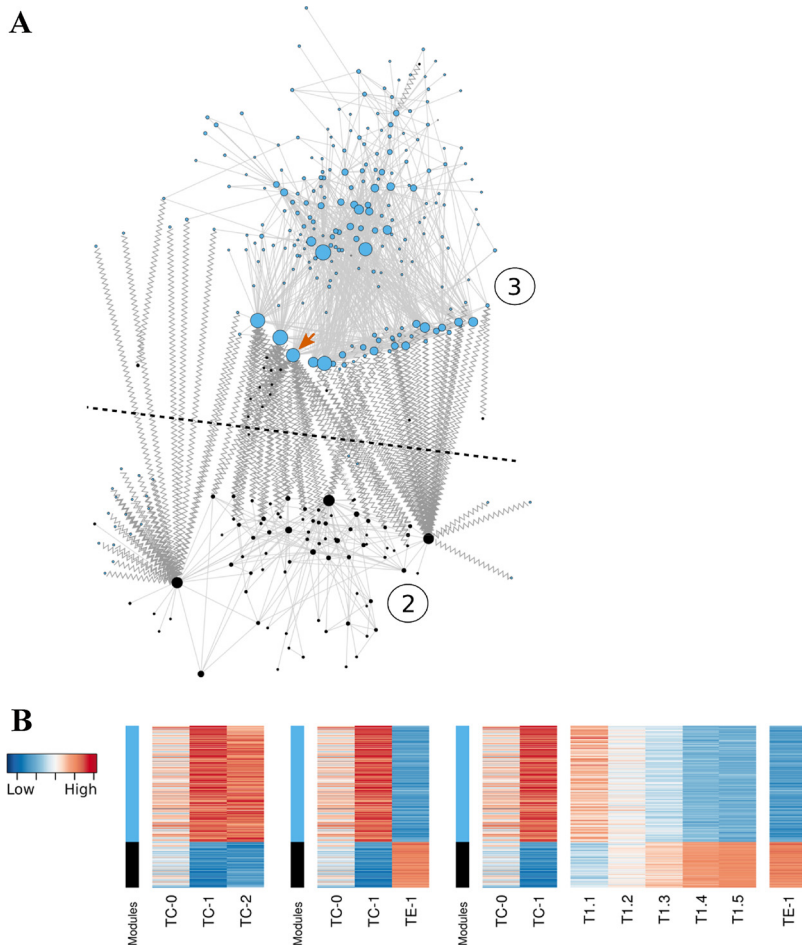 A
3
2
B
Low High
Modules TC-0 TC-1 TC-2 Modules TC-0 TC-1 TE-1 Modules TC-0 TC-1 T1.1 T1.2 T1.3 T1.4 T1.5 TE-1